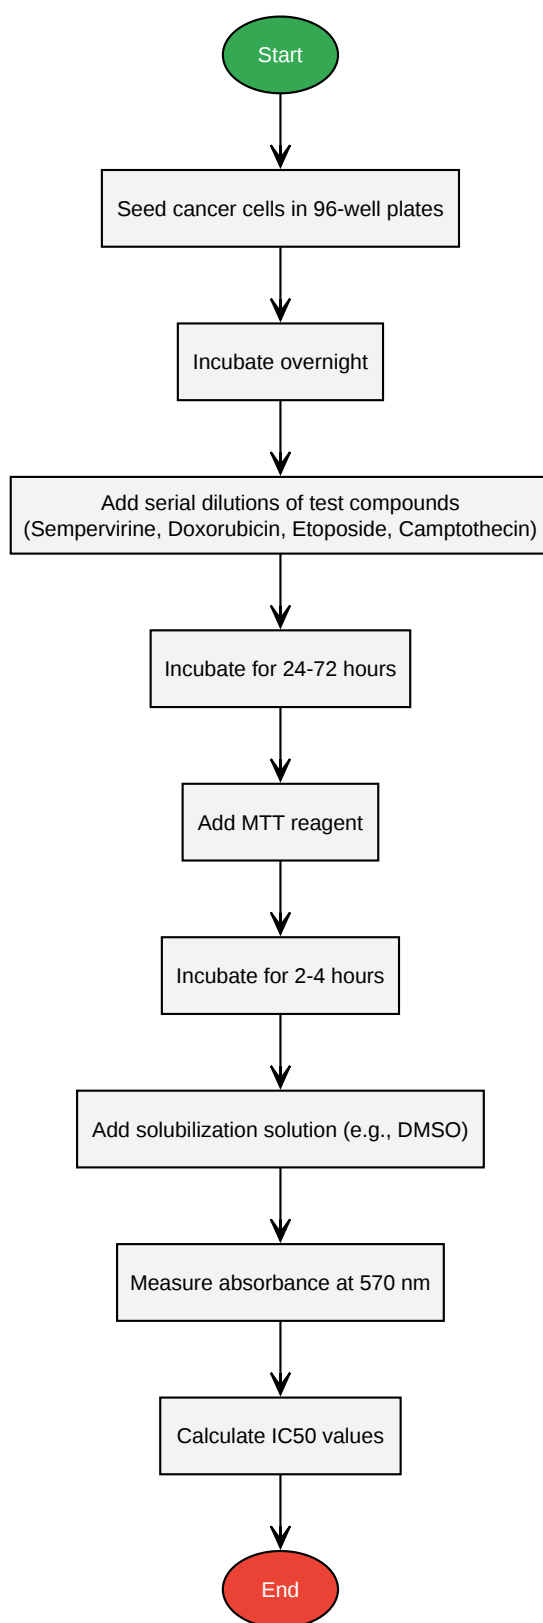 Start
Seed cancer cells in 96-well plates
Incubate overnight
Add serial dilutions of test compounds
(Sempervirine, Doxorubicin, Etoposide, Camptothecin)
Incubate for 24-72 hours
Add MTT reagent
Incubate for 2-4 hours
Add solubilization solution (e.g., DMSO)
Measure absorbance at 570 nm
Calculate IC50 values
End